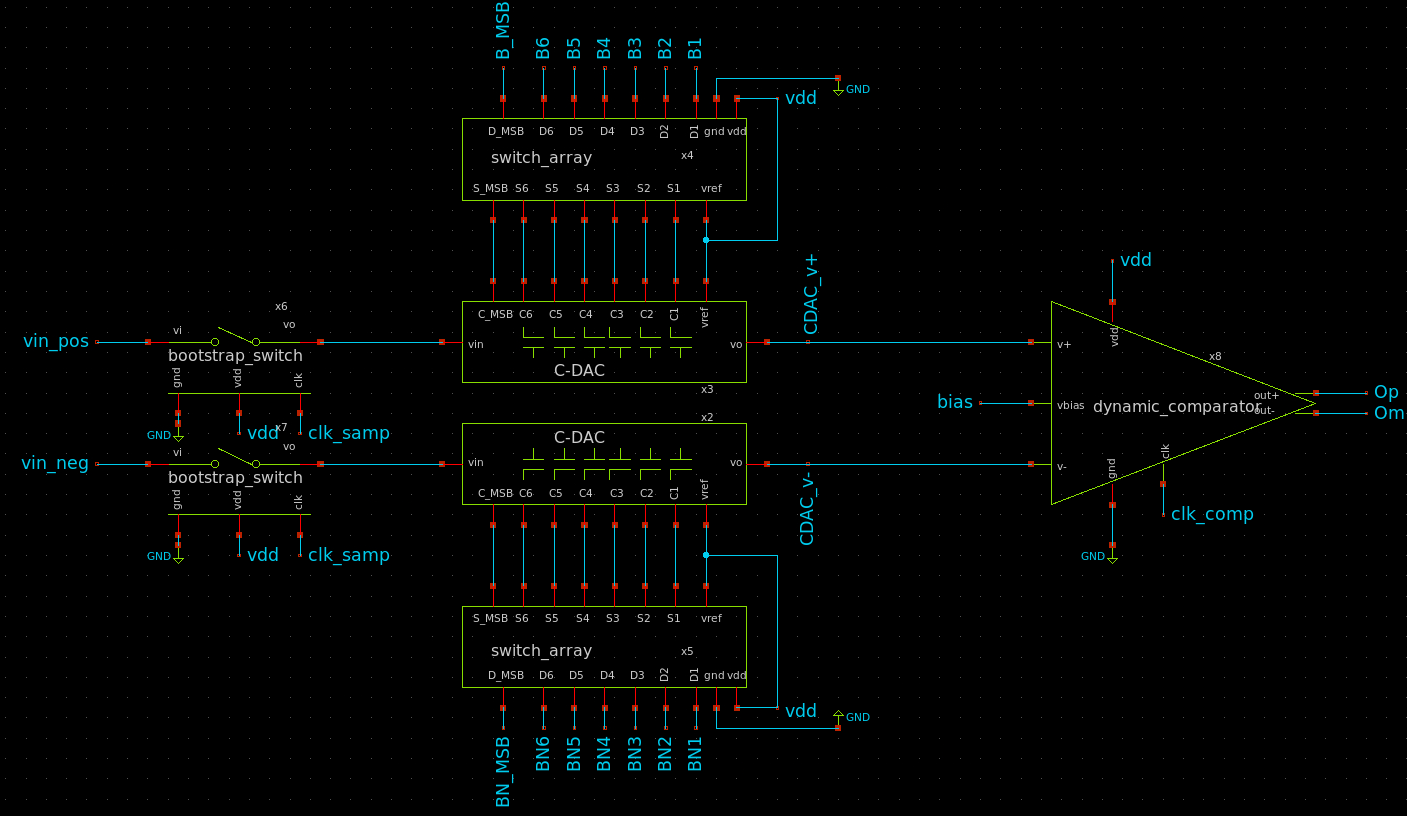 B_MSB B6 B5 B4 B3 B2 B1
GND
vdd
D_MSB D6 D5 D4 D3 D2 D1 gnd vdd
switch_array x4
S_MSB S6 S5 S4 S3 S2 S1 vref
CDAC_v+
vdd
x6
C_MSB C6 C5 C4 C3 C2 C1 vref
vi vo
vin_pos
bootstrap_switch
vin vo
C-DAC
gnd vdd clk
x3
v+ vdd x8
vbias dynamic_comparator out+ out-
bias
Op
Om
x2
GND vdd clk_samp
x7
C-DAC
vi vo
vin_neg
bootstrap_switch
vin vo
v- gnd clk
gnd vdd clk
C_MSB C6 C5 C4 C3 C2 C1 vref
CDAC_v-
clk_comp
GND vdd clk_samp
GND
S_MSB S6 S5 S4 S3 S2 S1 vref
switch_array x5
D_MSB D6 D5 D4 D3 D2 D1 gnd vdd
vdd
GND
BN_MSB BN6 BN5 BN4 BN3 BN2 BN1